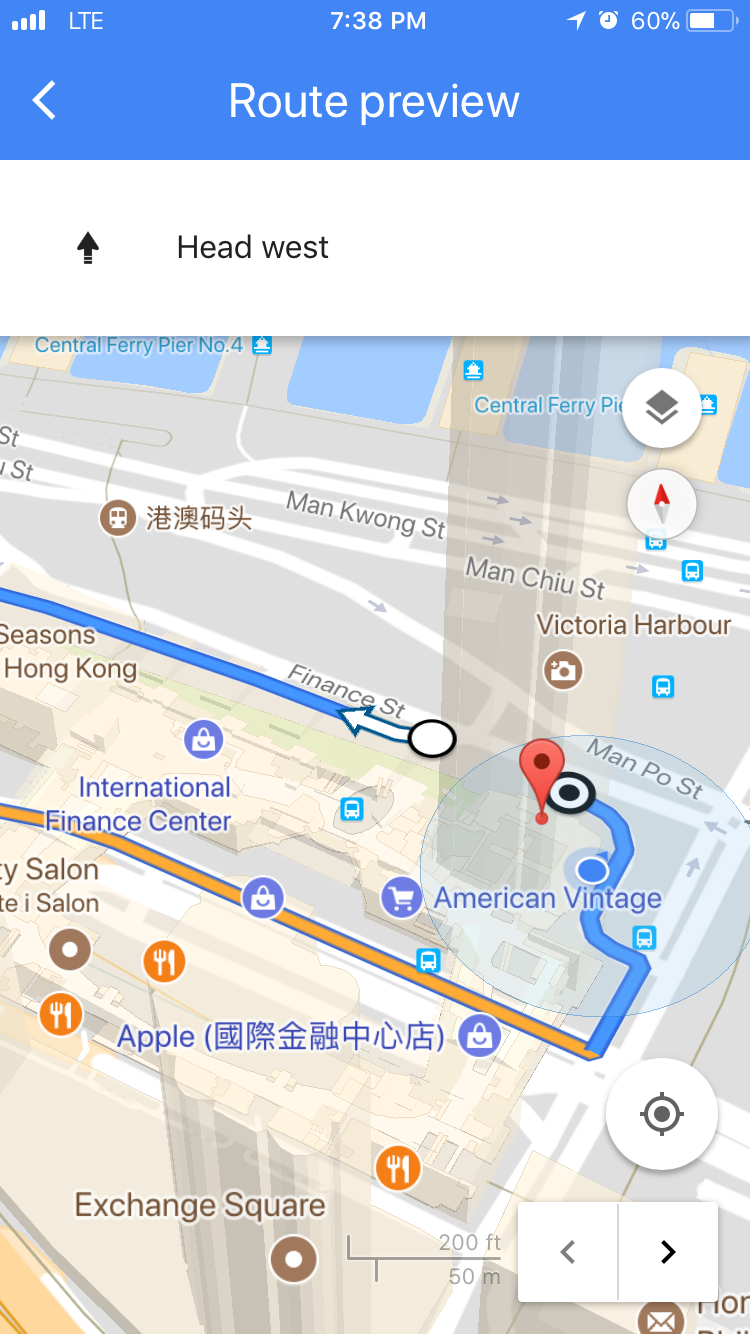 LTE 7:38 PM 60%
Route preview
Head west
Central Ferry Pier No.4
Central Ferry Pie
St
St
Man Kwong St
港澳码头
Man Chiu St
Victoria Harbour
Seasons
Hong Kong
Finance St
Man Po St
International
Finance Center
ty Salon
te i Salon
American Vintage
Apple (國際金融中心店)
Exchange Square
200 ft
50 m
Hon